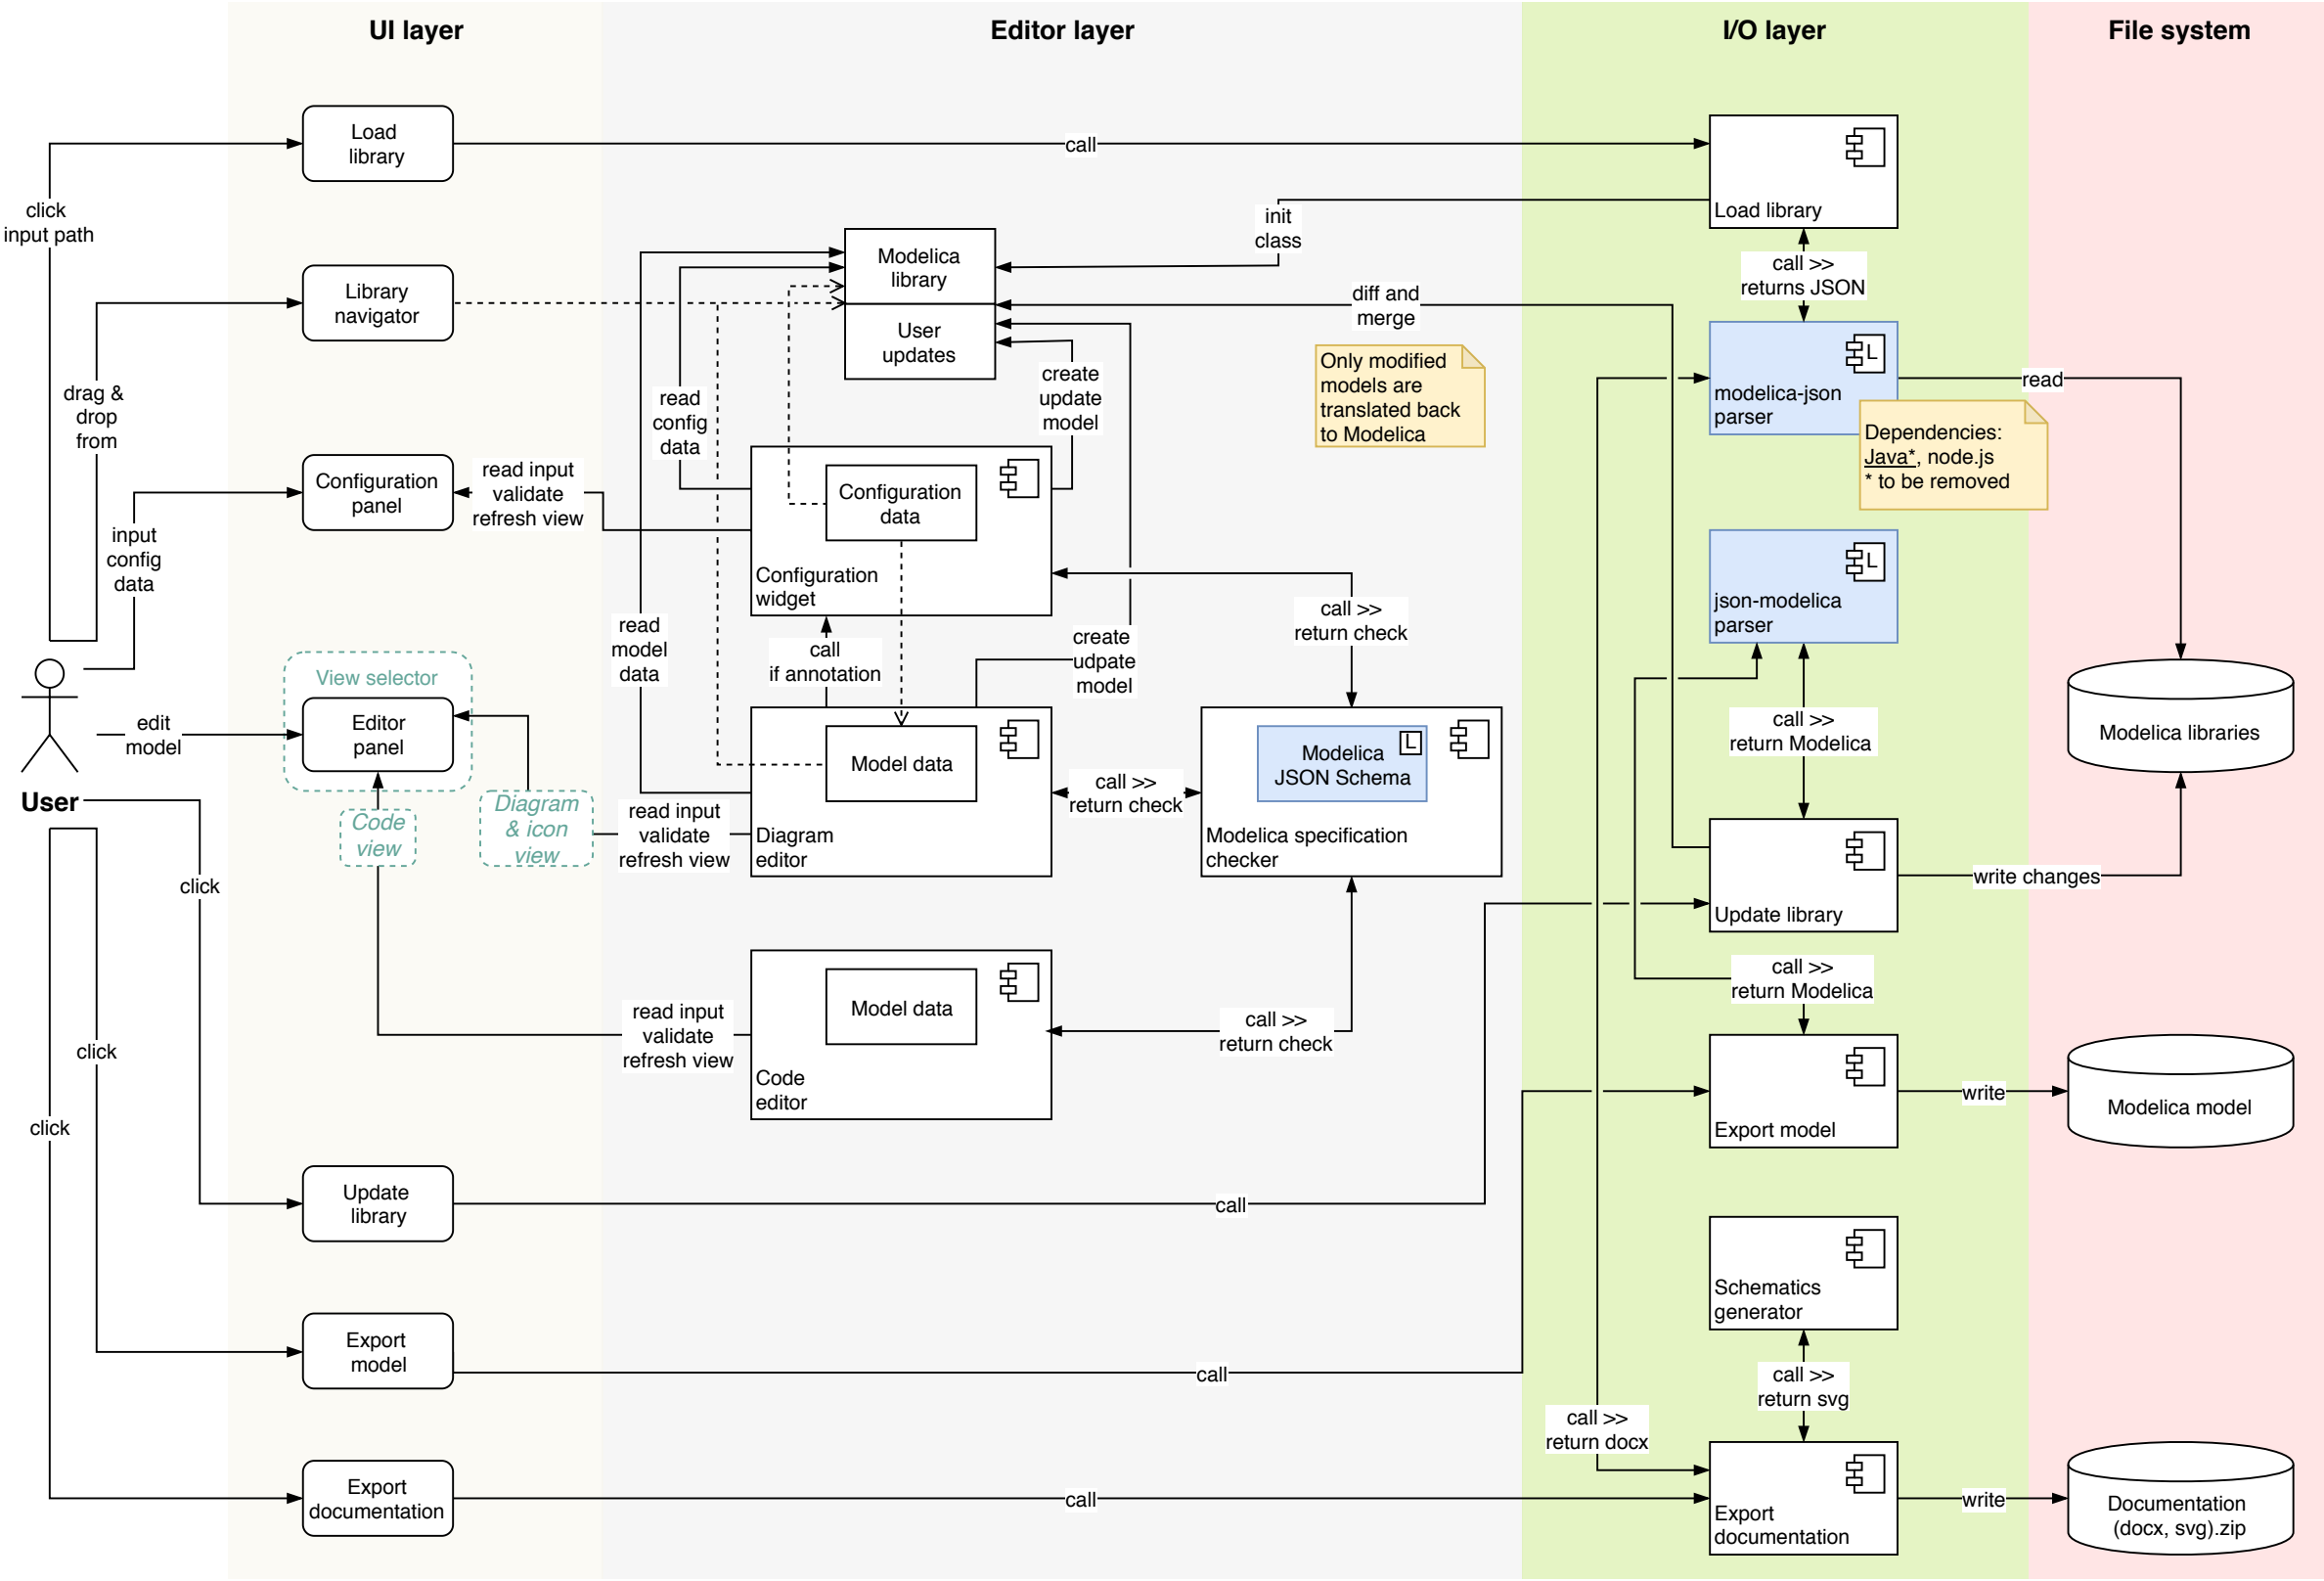 UI layer
Editor layer
I/O layer
File system
Load
library
call
Load library
click
input path
init
class
Modelica
library
User
updates
Library
navigator
call >>
returns JSON
diff and
merge
drag &
drop
from
read
config
data
create
update
model
Only modified
models are
translated back
to Modelica
L
modelica-json
parser
read
Dependencies:
Java*, node.js
* to be removed
Configuration
panel
read input
validate
refresh view
Configuration
data
Configuration
widget
input
config
data
L
json-modelica
parser
call >>
return check
read
model
data
call
if annotation
create
udpate
model
View selector
Editor
panel
edit
model
User
Code
view
Diagram
& icon
view
read input
validate
refresh view
Model data
Diagram
editor
call >>
return check
Modelica
JSON Schema
L
Modelica specification
checker
call >>
return Modelica
Modelica libraries
Update library
write changes
click
call >>
return Modelica
read input
validate
refresh view
Model data
Code
editor
call >>
return check
click
click
Export model
write
Modelica model
Update
library
call
Schematics
generator
Export
model
call
call >>
return svg
call >>
return docx
Export
documentation
call
Export
documentation
write
Documentation
(docx, svg).zip